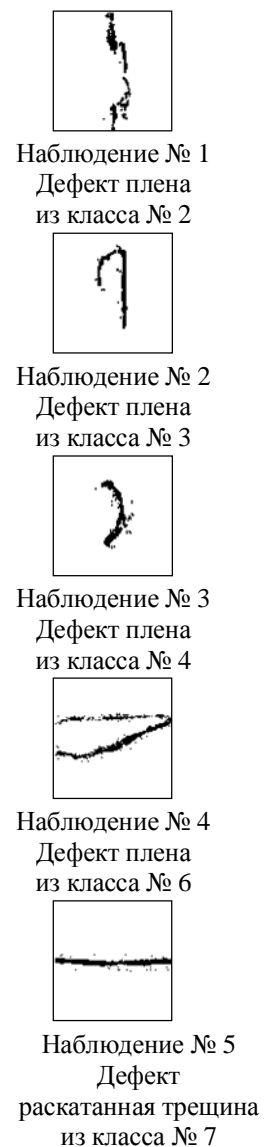 Наблюдение № 1
Дефект плена
из класса № 2
Наблюдение № 2
Дефект плена
из класса № 3
Наблюдение № 3
Дефект плена
из класса № 4
Наблюдение № 4
Дефект плена
из класса № 6
Наблюдение № 5
Дефект
раскатанная трещина
из класса № 7